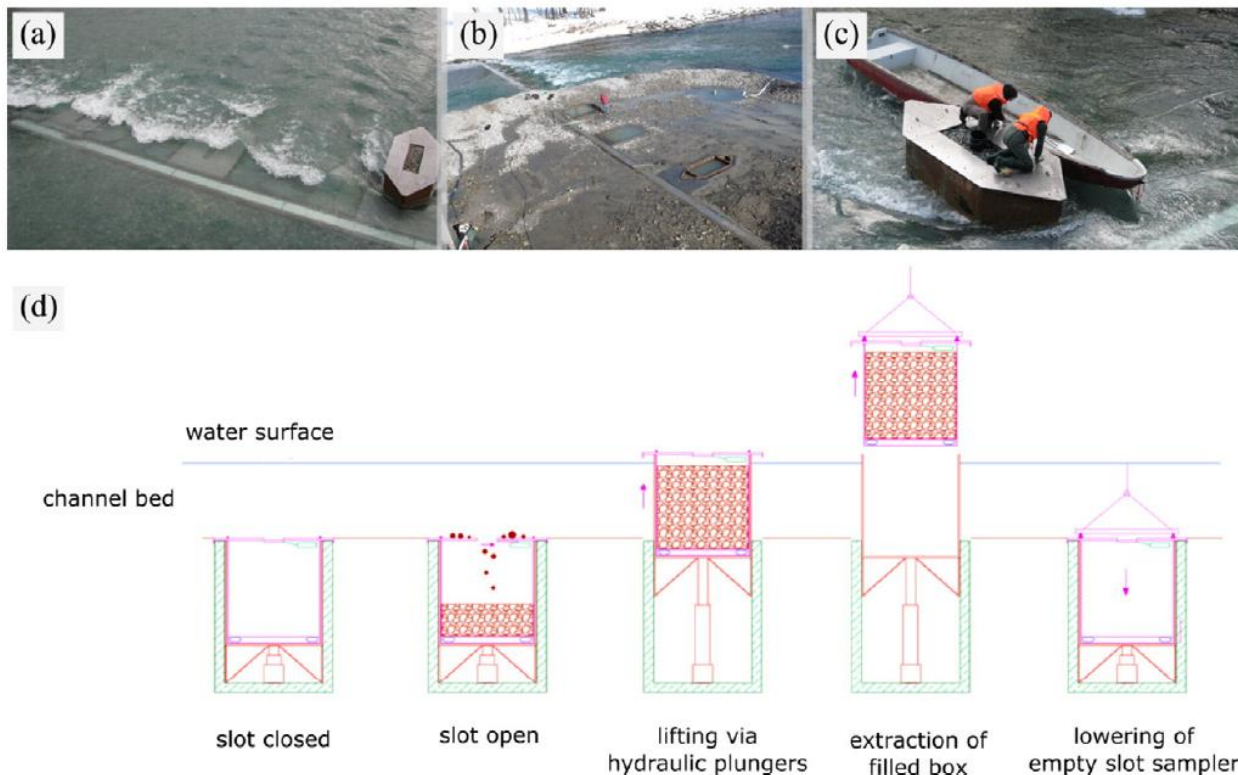 (a)
(b)
(c)
(d)
water surface
channel bed
slot closed
slot open
lifting via
hydraulic plungers
extraction of
filled box
lowering of
empty slot sampler